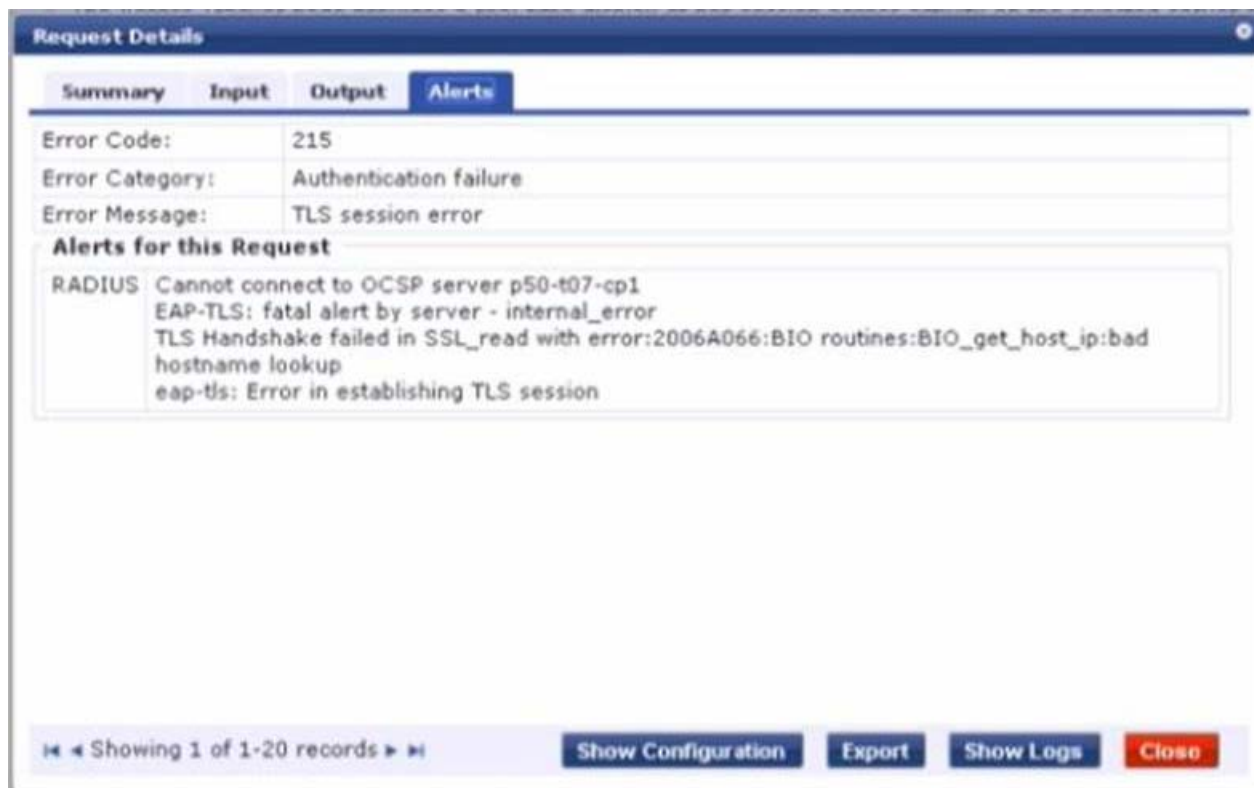 Request Details
Summary Input Output Alerts
Error Code: 215
Error Category: Authentication failure
Error Message: TLS session error
Alerts for this Request
RADIUS Cannot connect to OCSP server p50-t07-cp1
EAP-TLS: fatal alert by server - internal_error
TLS Handshake failed in SSL_read with error:2006A066:BIO routines:BIO_get_host_ip:bad
hostname lookup
eap-tls: Error in establishing TLS session
Showing 1 of 1-20 records
Show Configuration Export Show Logs Close